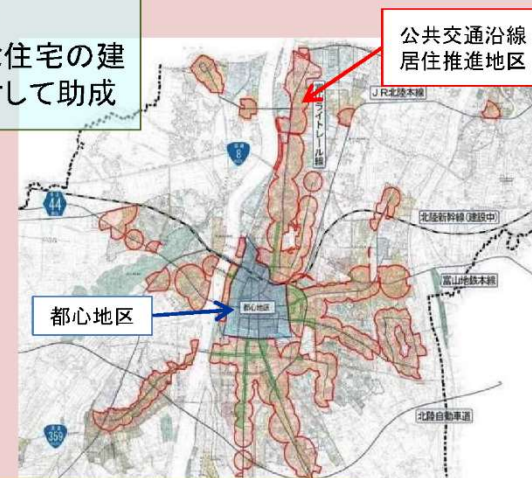 住宅の建
して助成
公共交通沿線
居住推進地区
JR北陸本線
ライトレール線
8
44
北陸新幹線(建設中)
富山地鉄本線
都心地区
都心地区
北陸自動車道
359